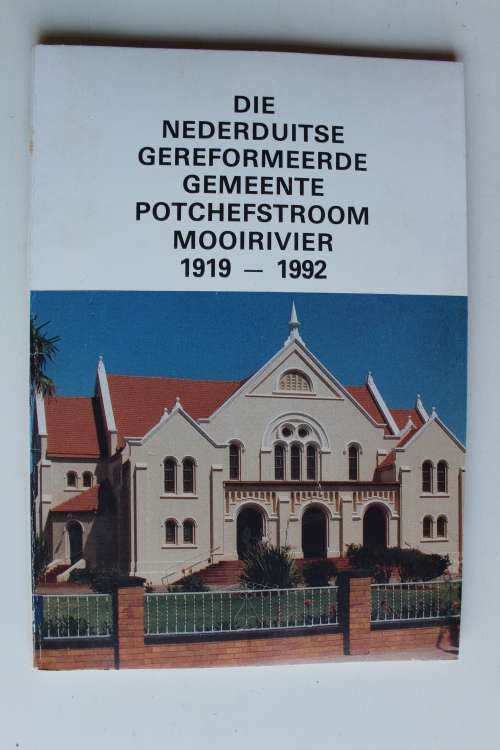 DIE
NEDERDUITSE
GEREFORMEERDE
GEMEENTE
POTCHEFSTROOM
MOOIRIVIER
1919 — 1992